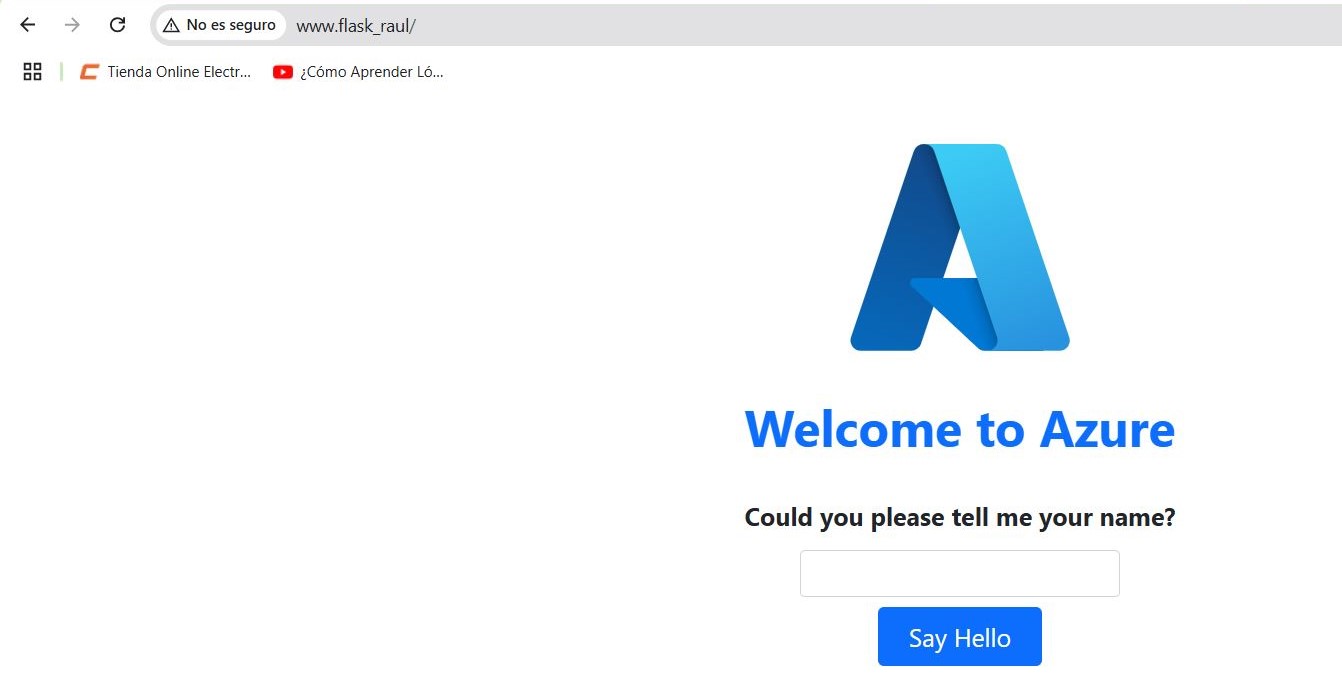 No es seguro www.flask_raul/
Tienda Online Electr... ¿Cómo Aprender Ló...
Welcome to Azure
Could you please tell me your name?
Say Hello